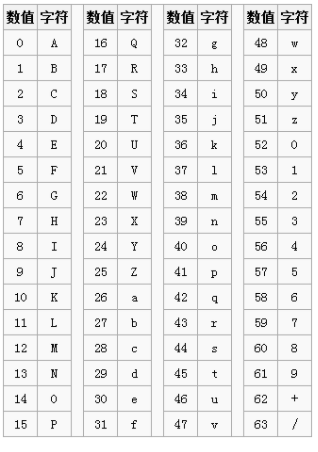 数值 字符 数值 字符 数值 字符 数值 字符
0 A 16 Q 32 g 48 w
1 B 17 R 33 h 49 x
2 C 18 S 34 i 50 y
3 D 19 T 35 j 51 z
4 E 20 U 36 k 52 0
5 F 21 V 37 l 53 1
6 G 22 W 38 m 54 2
7 H 23 X 39 n 55 3
8 I 24 Y 40 o 56 4
9 J 25 Z 41 p 57 5
10 K 26 a 42 q 58 6
11 L 27 b 43 r 59 7
12 M 28 c 44 s 60 8
13 N 29 d 45 t 61 9
14 O 30 e 46 u 62 +
15 P 31 f 47 v 63 /